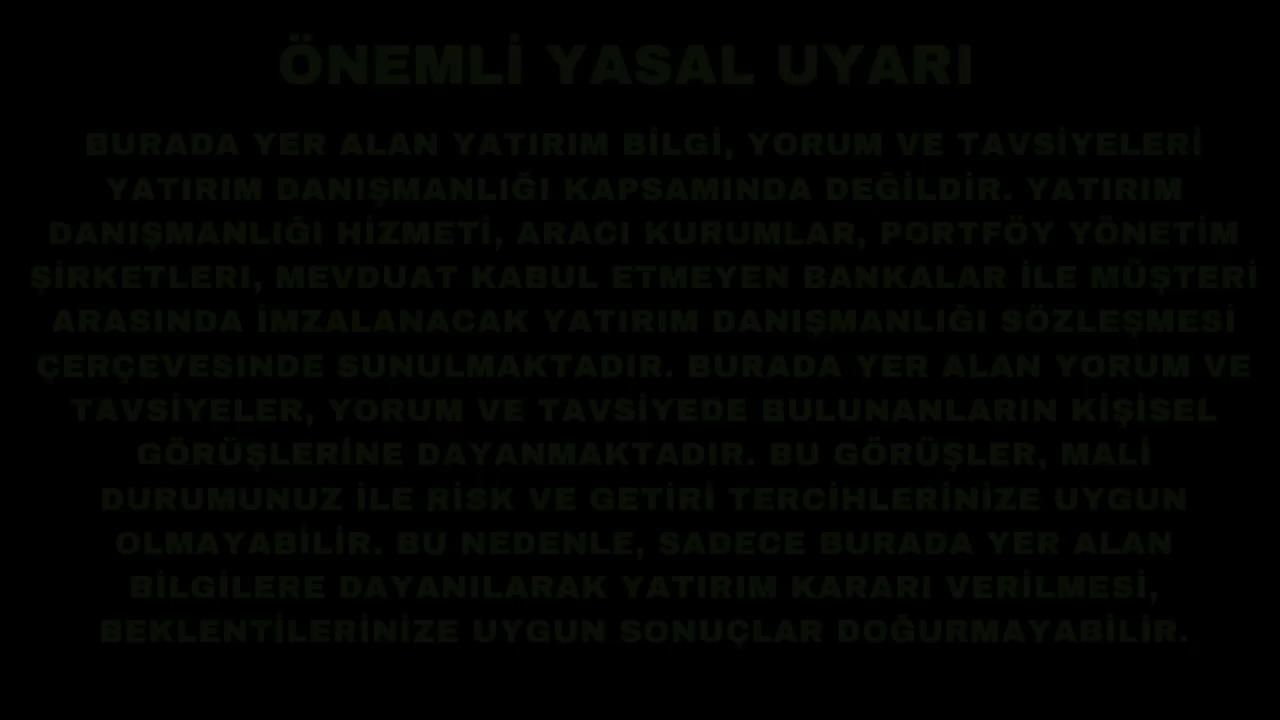 ÖNEMLİ YASAL UYARI
BURADA YER ALAN YATIRIM BİLGİ, YORUM VE TAVSİYELERİ
YATIRIM DANIŞMANLIĞI KAPSAMINDA DEĞİLDİR. YATIRIM
DANIŞMANLIĞI HİZMETİ, ARACI KURUMLAR, PORTFÖY YÖNETİM
ŞİRKETLERI, MEVDUAT KABUL ETMEYEN BANKALAR İLE MÜŞTERİ
ARASINDA İMZALANACAK YATIRIM DANIŞMANLIĞI SÖZLEŞMESİ
ÇERÇEVESINDE SUNULMAKTADIR. BURADA YER ALAN YORUM VE
TAVSİYELER, YORUM VE TAVSİYEDE BULUNANLARIN KİŞİSEL
GÖRÜŞLERİNE DAYANMAKTADIR. BU GÖRÜŞLER, MALİ
DURUMUNUZ İLE RİSK VE GETİRİ TERCİHLERİNİZE UYGUN
OLMAYABİLİR. BU NEDENLE, SADECE BURADA YER ALAN
BİLGİLERE DAYANILARAK YATIRIM KARARI VERİLMESİ,
BEKLENTİLERİNİZE UYGUN SONUÇLAR DOĞURMAYABİLİR.